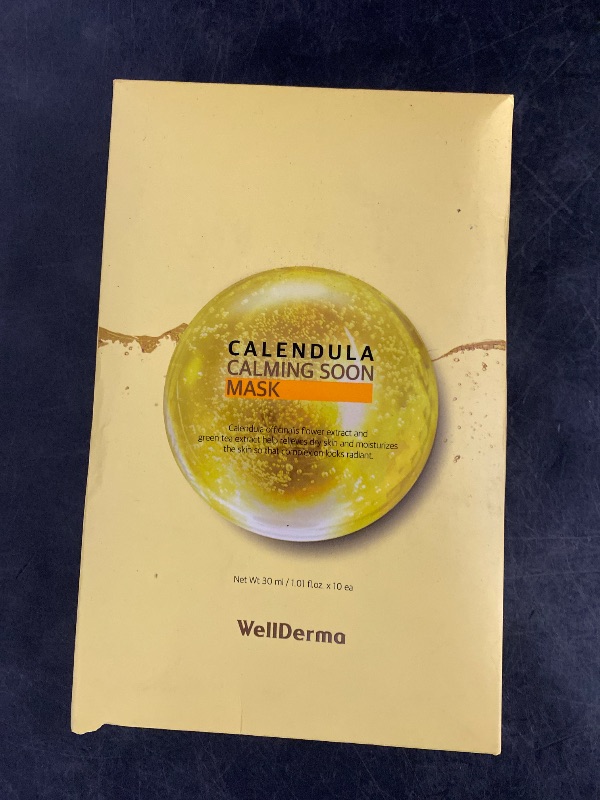 CALENDULA
CALMING SOON
MASK
Calendula officinalis flower extract and
green tea extract help relieves dry skin and moisturizes
the skin so that complexion looks radiant.
Net Wt 30 ml / 1.01 fl.oz. x 10 ea
WellDerma